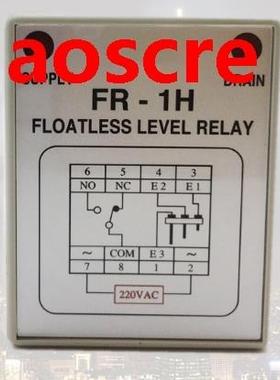 aoscre
SUPPLY DRAIN
FR - 1H
FLOATLESS LEVEL RELAY
6 5 4 3
NO NC E 2 E 1
~ COM E 3 ~
7 8 1 2
220VAC